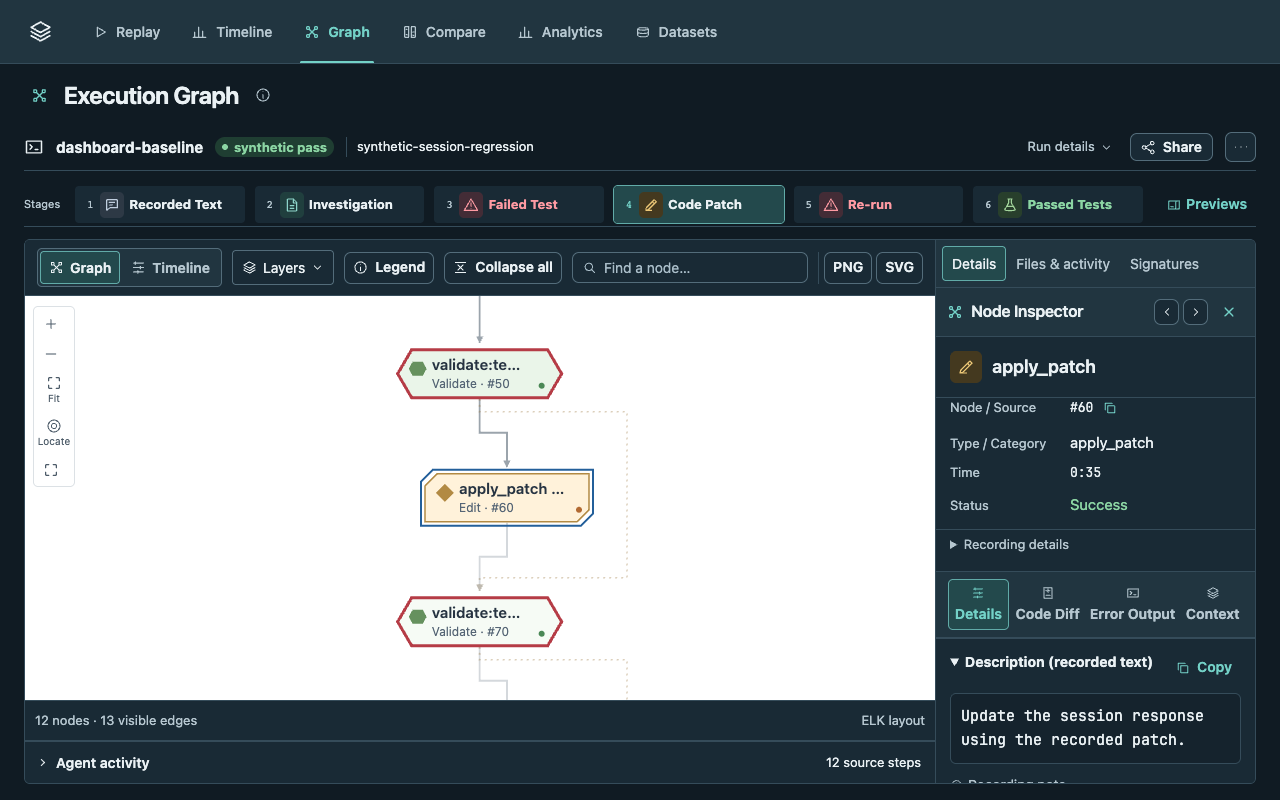 Replay Timeline Graph Compare Analytics Datasets
Execution Graph
dashboard-baseline synthetic pass synthetic-session-regression Run details Share
Stages 1 Recorded Text 2 Investigation 3 Failed Test 4 Code Patch 5 Re-run 6 Passed Tests Previews
Graph Timeline Layers Legend Collapse all Find a node... PNG SVG
Fit
Locate
validate:te...
Validate · #50
apply_patch ...
Edit · #60
validate:te...
Validate · #70
12 nodes · 13 visible edges ELK layout
Agent activity 12 source steps
Details Files & activity Signatures
Node Inspector
apply_patch
Node / Source #60
Type / Category apply_patch
Time 0:35
Status Success
Recording details
Details Code Diff Error Output Context
Description (recorded text) Copy
Update the session response
using the recorded patch.